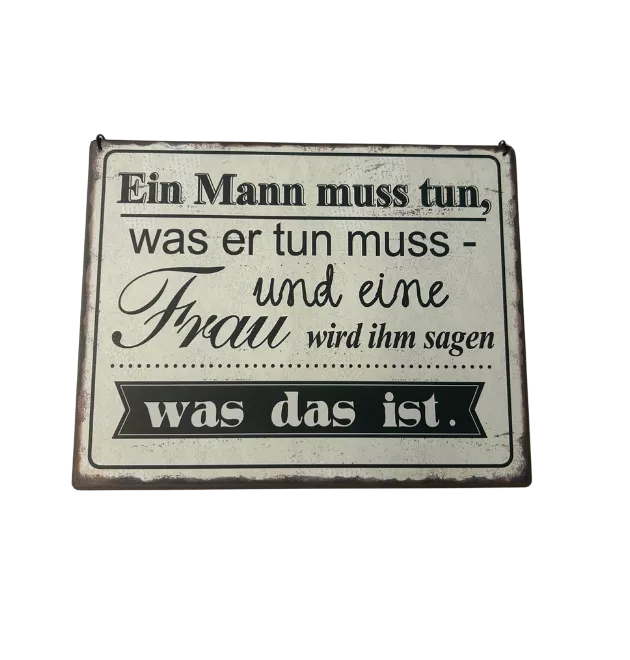 Ein Mann muss tun,
was er tun muss -
und eine
Frau wird ihm sagen
was das ist.